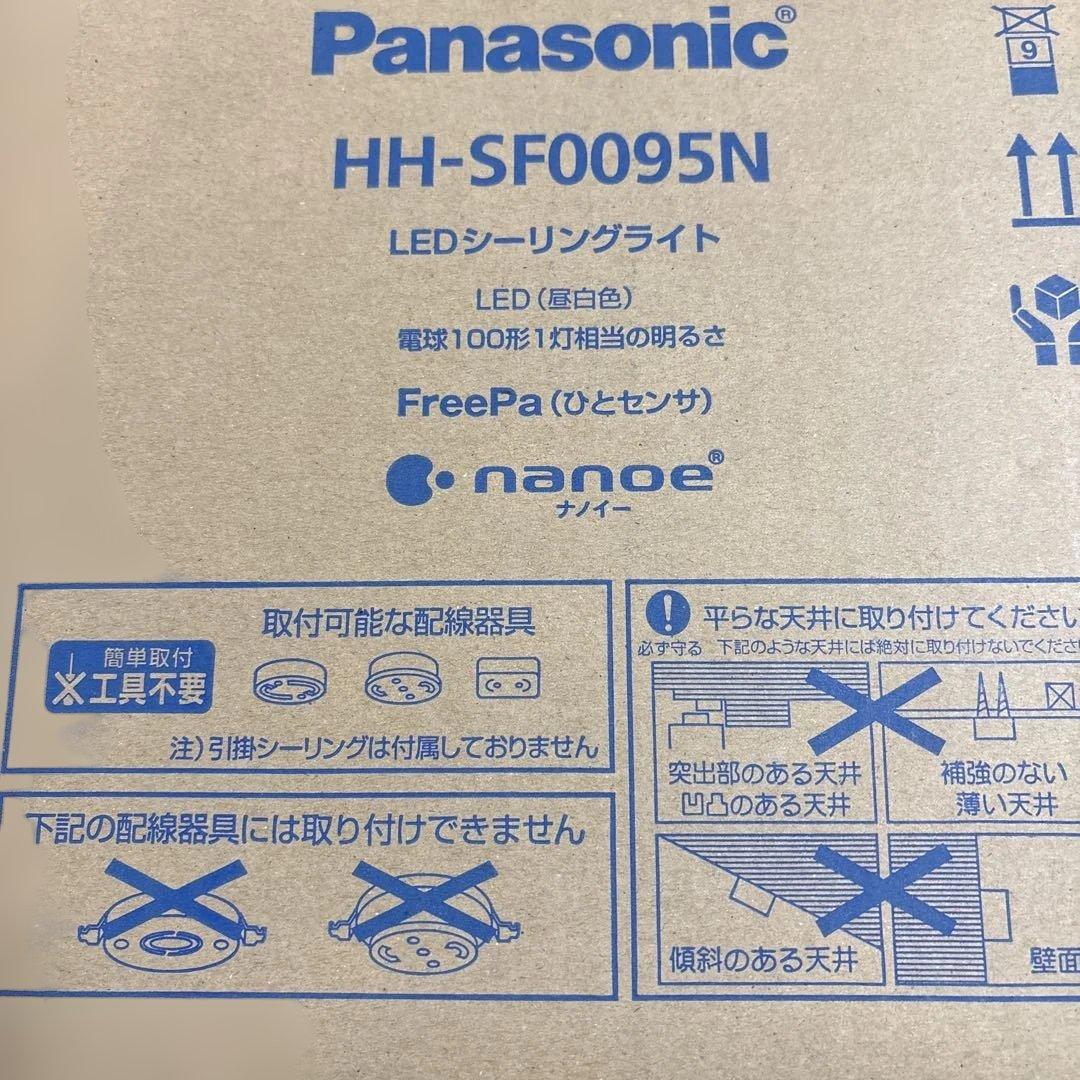 Panasonic®
9
HH-SF0095N
LEDシーリングライト
LED（昼白色）
電球100形1灯相当の明るさ
FreePa（ひとセンサ）
nanoe®
ナノイー
取付可能な配線器具
簡単取付
工具不要
注）引掛シーリングは付属しておりません
下記の配線器具には取り付けできません
平らな天井に取り付けてください
必ず守る 下記のような天井には絶対に取り付けないでくださ
突出部のある天井
凹凸のある天井
補強のない
薄い天井
傾斜のある天井
壁面